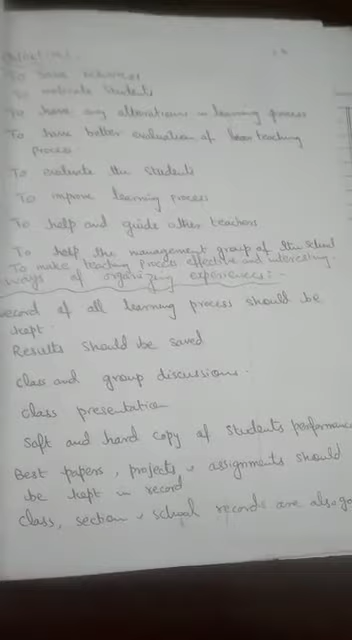 To save
To motivate students
To have any alterations in learning process
To have better evaluation of teaching
process
To evaluate the students
To improve learning process
To help and guide other teachers
To help the management group of the school
To make teaching process effective and interesting.
ways of organizing experiences:-
record of all learning process should be
kept
Results should be saved
class and group discussions.
class presentation
Soft and hard copy of students performance
Best papers, projects, assignments should
be kept in record
class, section, school records are also